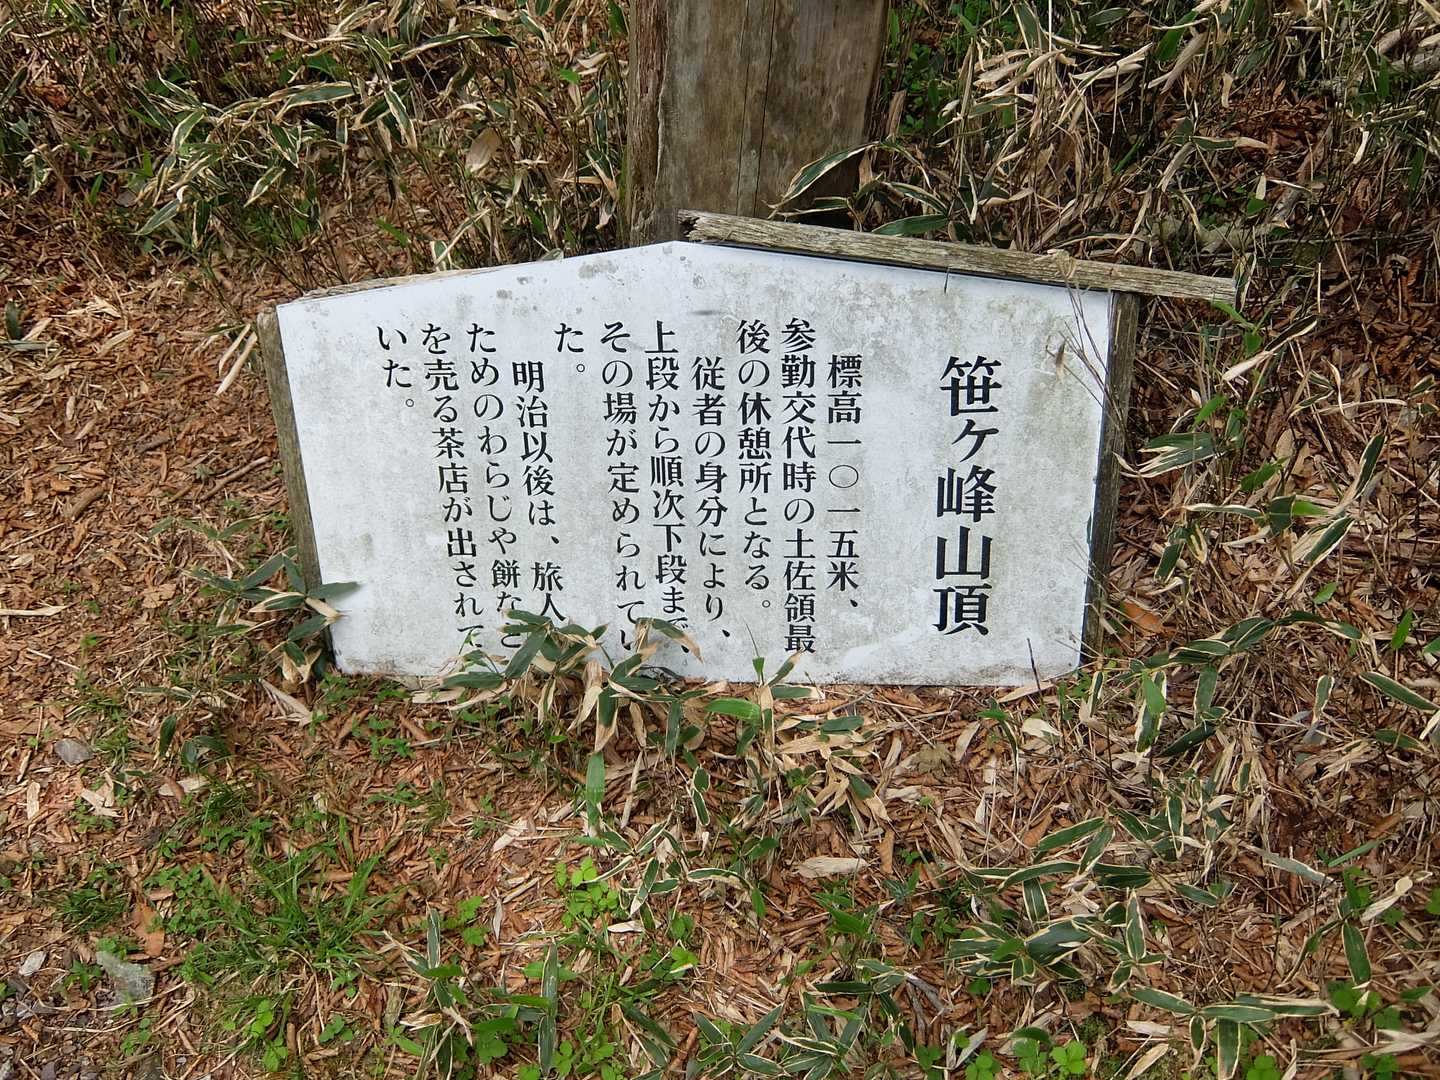 笹ヶ峰山頂
標高一〇一五米、
参勤交代時の土佐領最
後の休憩所となる。
従者の身分により、
上段から順次下段まで、
その場が定められてい
た。
明治以後は、旅人
ためのわらじや餅など
を売る茶店が出されて
いた。